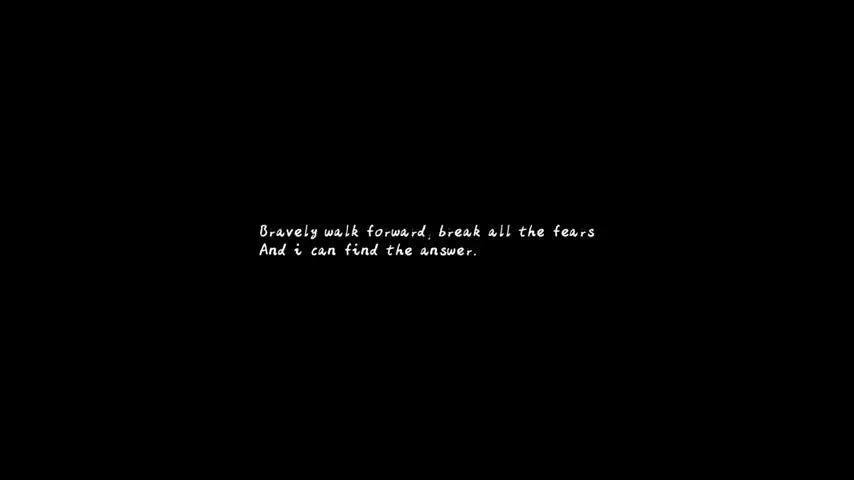 Bravely walk forward, break all the fears
And i can find the answer.